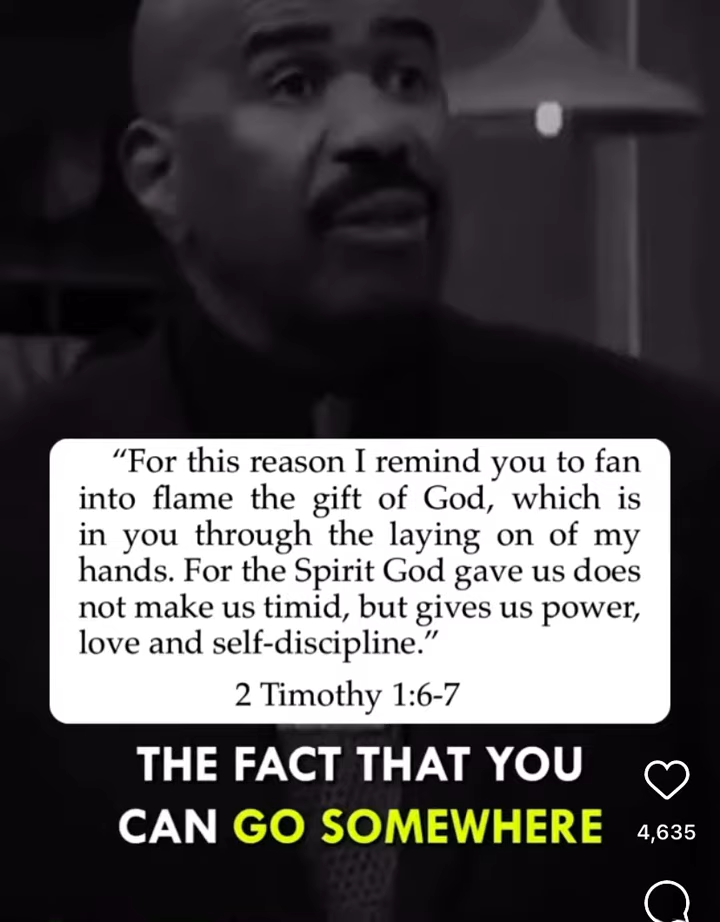 “For this reason I remind you to fan
into flame the gift of God, which is
in you through the laying on of my
hands. For the Spirit God gave us does
not make us timid, but gives us power,
love and self-discipline.”
2 Timothy 1:6-7
THE FACT THAT YOU
CAN GO SOMEWHERE
4,635